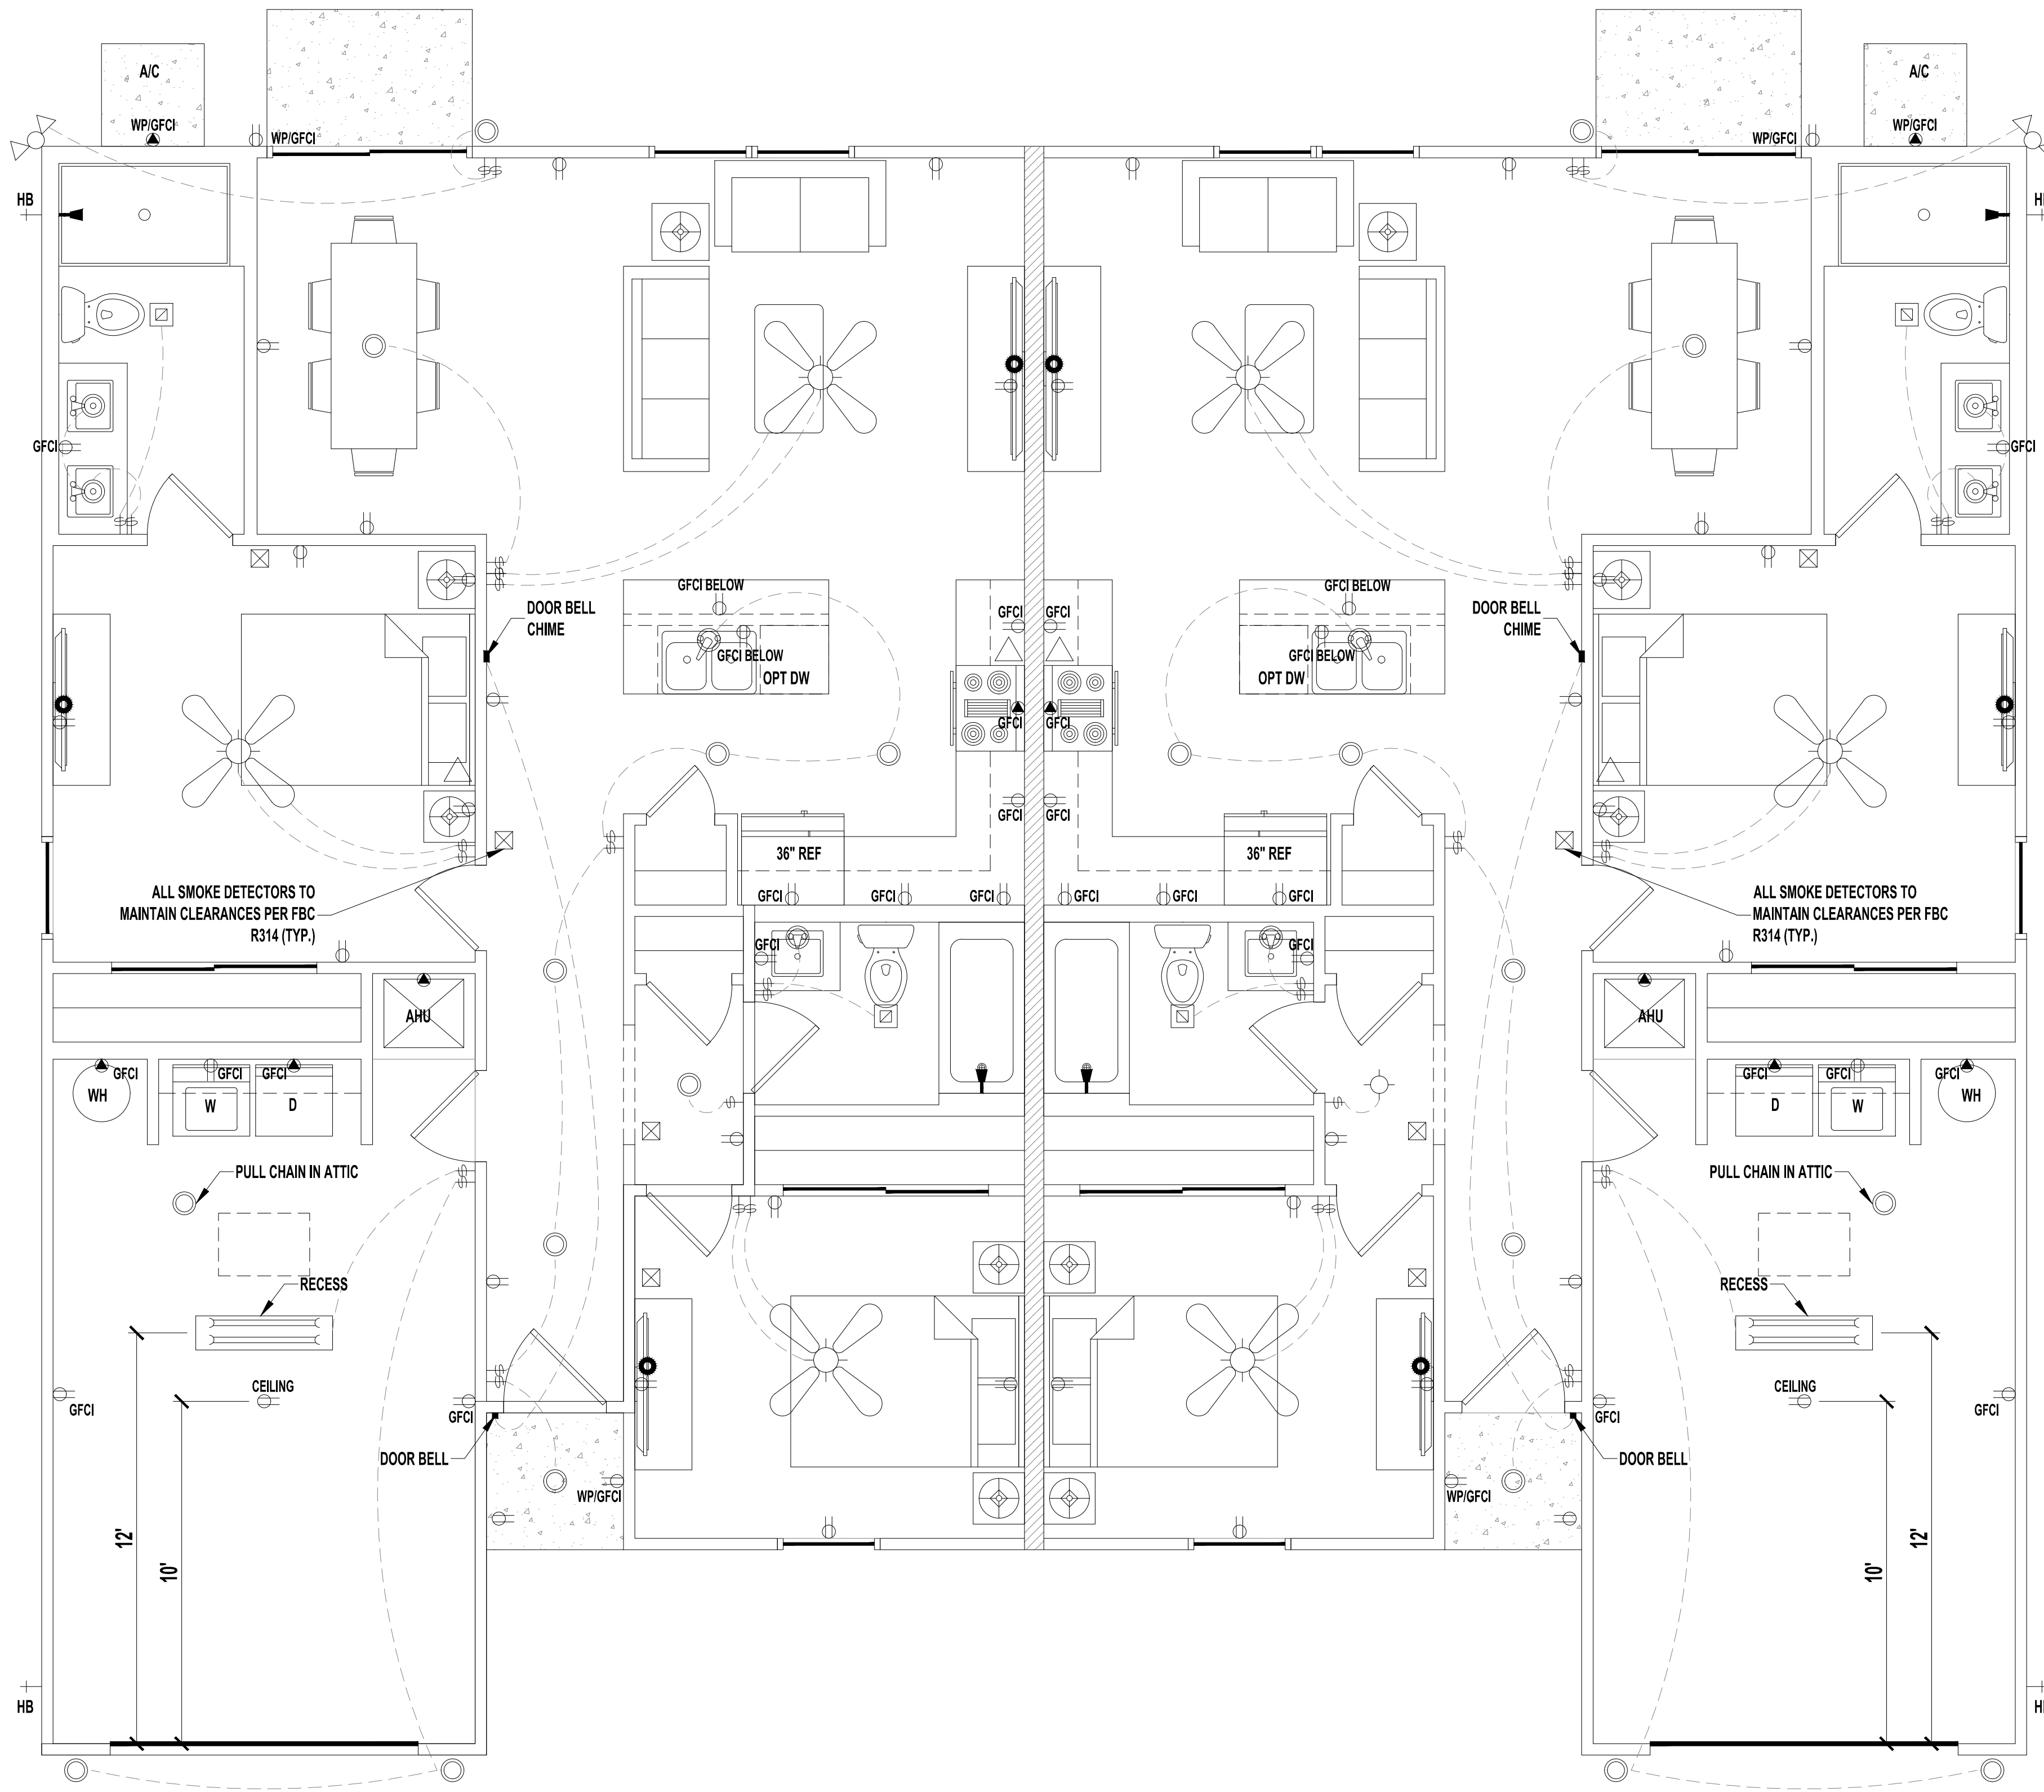 A/C
A/C
WP/GFCI
WP/GFCI
WP/GFCI
WP/GFCI
HB
GFCI
GFCI
GFCI BELOW
GFCI BELOW
DOOR BELL
CHIME
GFCI
GFCI
DOOR BELL
CHIME
GFCI BELOW
GFCI BELOW
OPT DW
OPT DW
GFCI
GFCI
GFCI
GFCI
36" REF
36" REF
ALL SMOKE DETECTORS TO
MAINTAIN CLEARANCES PER FBC
R314 (TYP.)
GFCI
GFCI
GFCI
GFCI
GFCI
GFCI
ALL SMOKE DETECTORS TO
MAINTAIN CLEARANCES PER FBC
R314 (TYP.)
GFCI
GFCI
AHU
AHU
GFCI
GFCI
GFCI
GFCI
GFCI
GFCI
WH
W
D
D
W
WH
PULL CHAIN IN ATTIC
PULL CHAIN IN ATTIC
RECESS
RECESS
CEILING
CEILING
GFCI
GFCI
GFCI
GFCI
DOOR BELL
DOOR BELL
WP/GFCI
WP/GFCI
12'
10'
10'
12'
HB